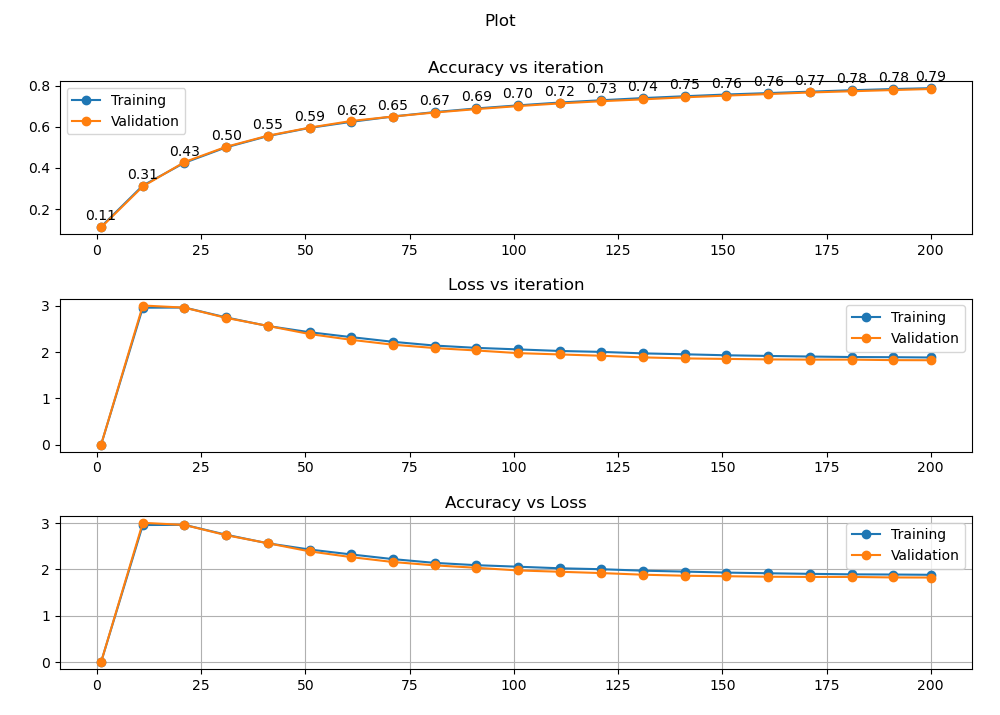 Plot
Accuracy vs iteration
0.11 0.31 0.43 0.50 0.55 0.59 0.62 0.65 0.67 0.69 0.70 0.72 0.73 0.74 0.75 0.76 0.76 0.77 0.78 0.78 0.79
Training
Validation
0.8
0.6
0.4
0.2
0 25 50 75 100 125 150 175 200
Loss vs iteration
Training
Validation
3
2
1
0
0 25 50 75 100 125 150 175 200
Accuracy vs Loss
Training
Validation
3
2
1
0
0 25 50 75 100 125 150 175 200